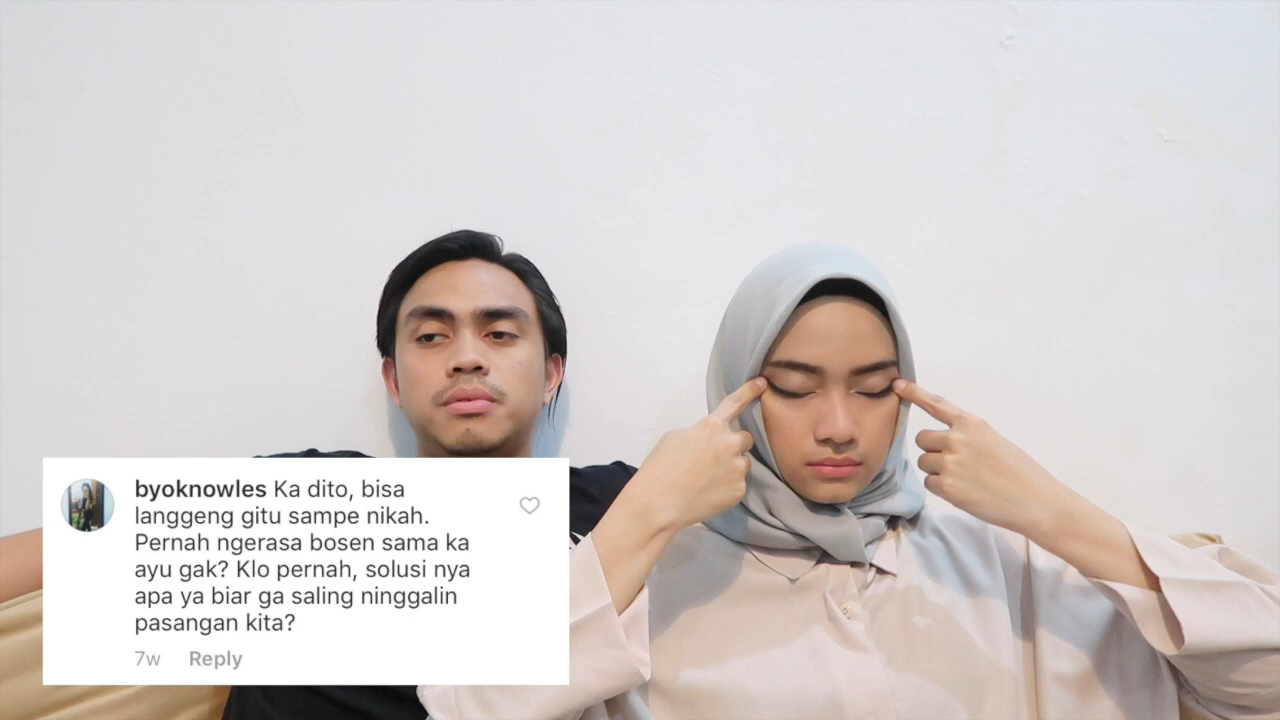 byoknowles Ka dito, bisa
langgeng gitu sampe nikah.
Pernah ngerasa bosen sama ka
ayu gak? Klo pernah, solusi nya
apa ya biar ga saling ninggalin
pasangan kita?
7w Reply